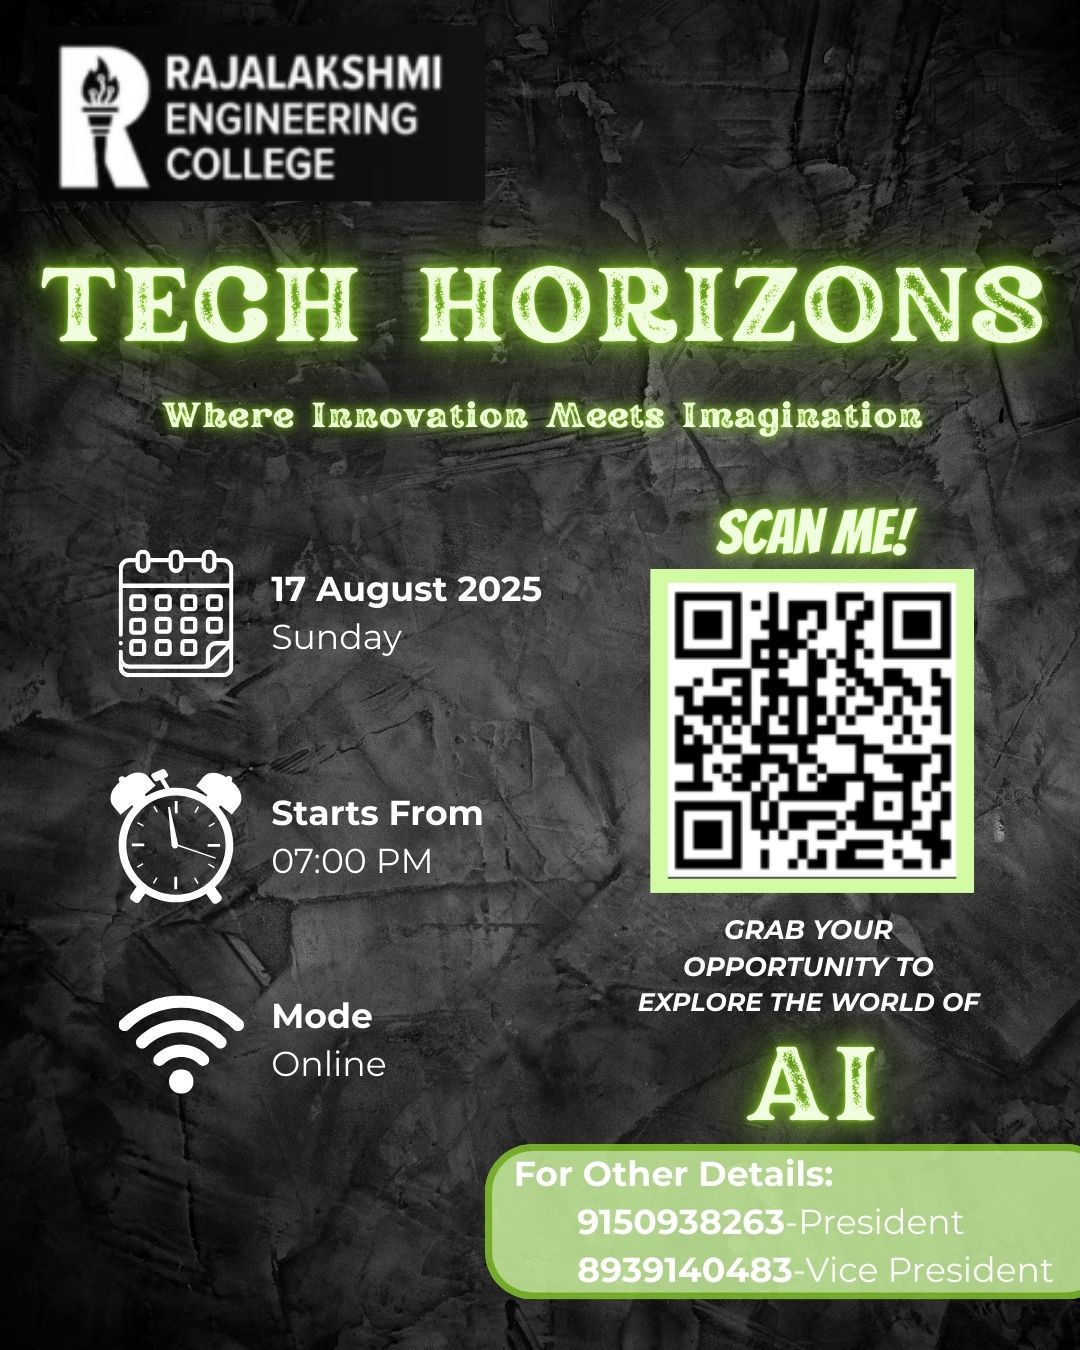 RAJALAKSHMI
ENGINEERING
COLLEGE
TECH HORIZONS
Where Innovation Meets Imagination
SCAN ME!
17 August 2025
Sunday
Starts From
07:00 PM
Mode
Online
GRAB YOUR
OPPORTUNITY TO
EXPLORE THE WORLD OF
AI
For Other Details:
9150938263-President
8939140483-Vice President